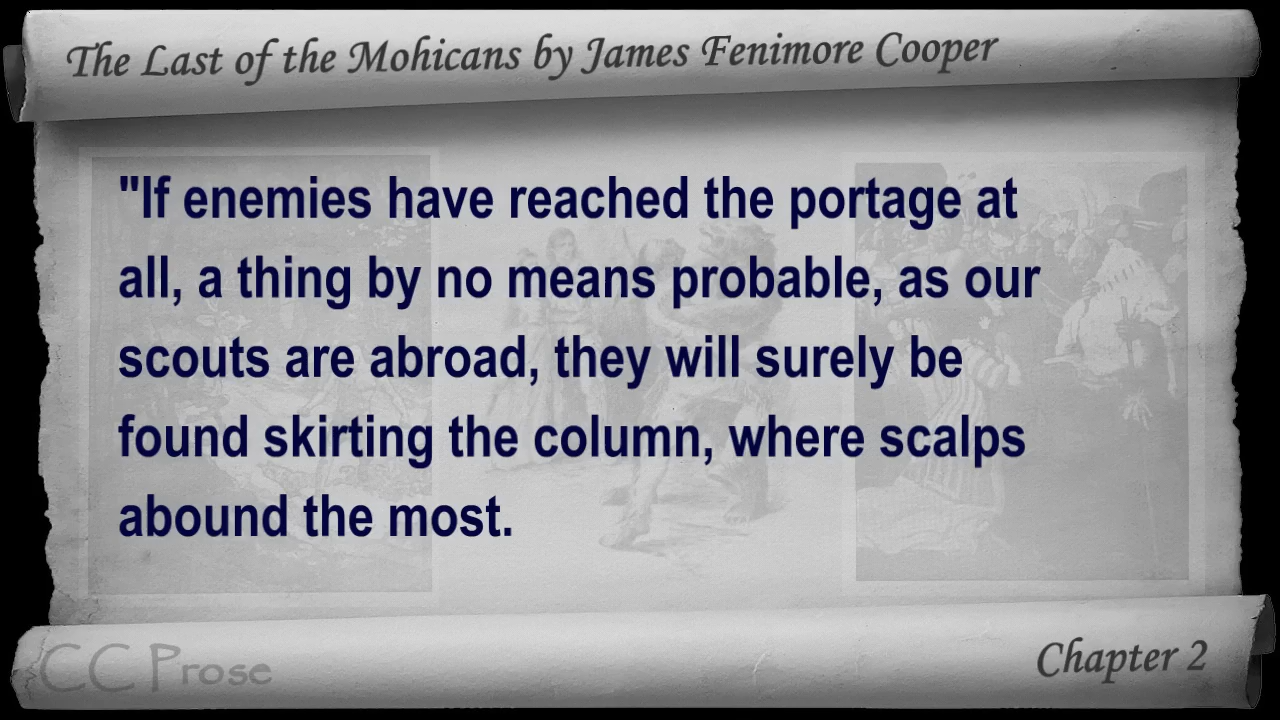 The Last of the Mohicans by James Fenimore Cooper
"If enemies have reached the portage at
all, a thing by no means probable, as our
scouts are abroad, they will surely be
found skirting the column, where scalps
abound the most.
CC Prose
Chapter 2